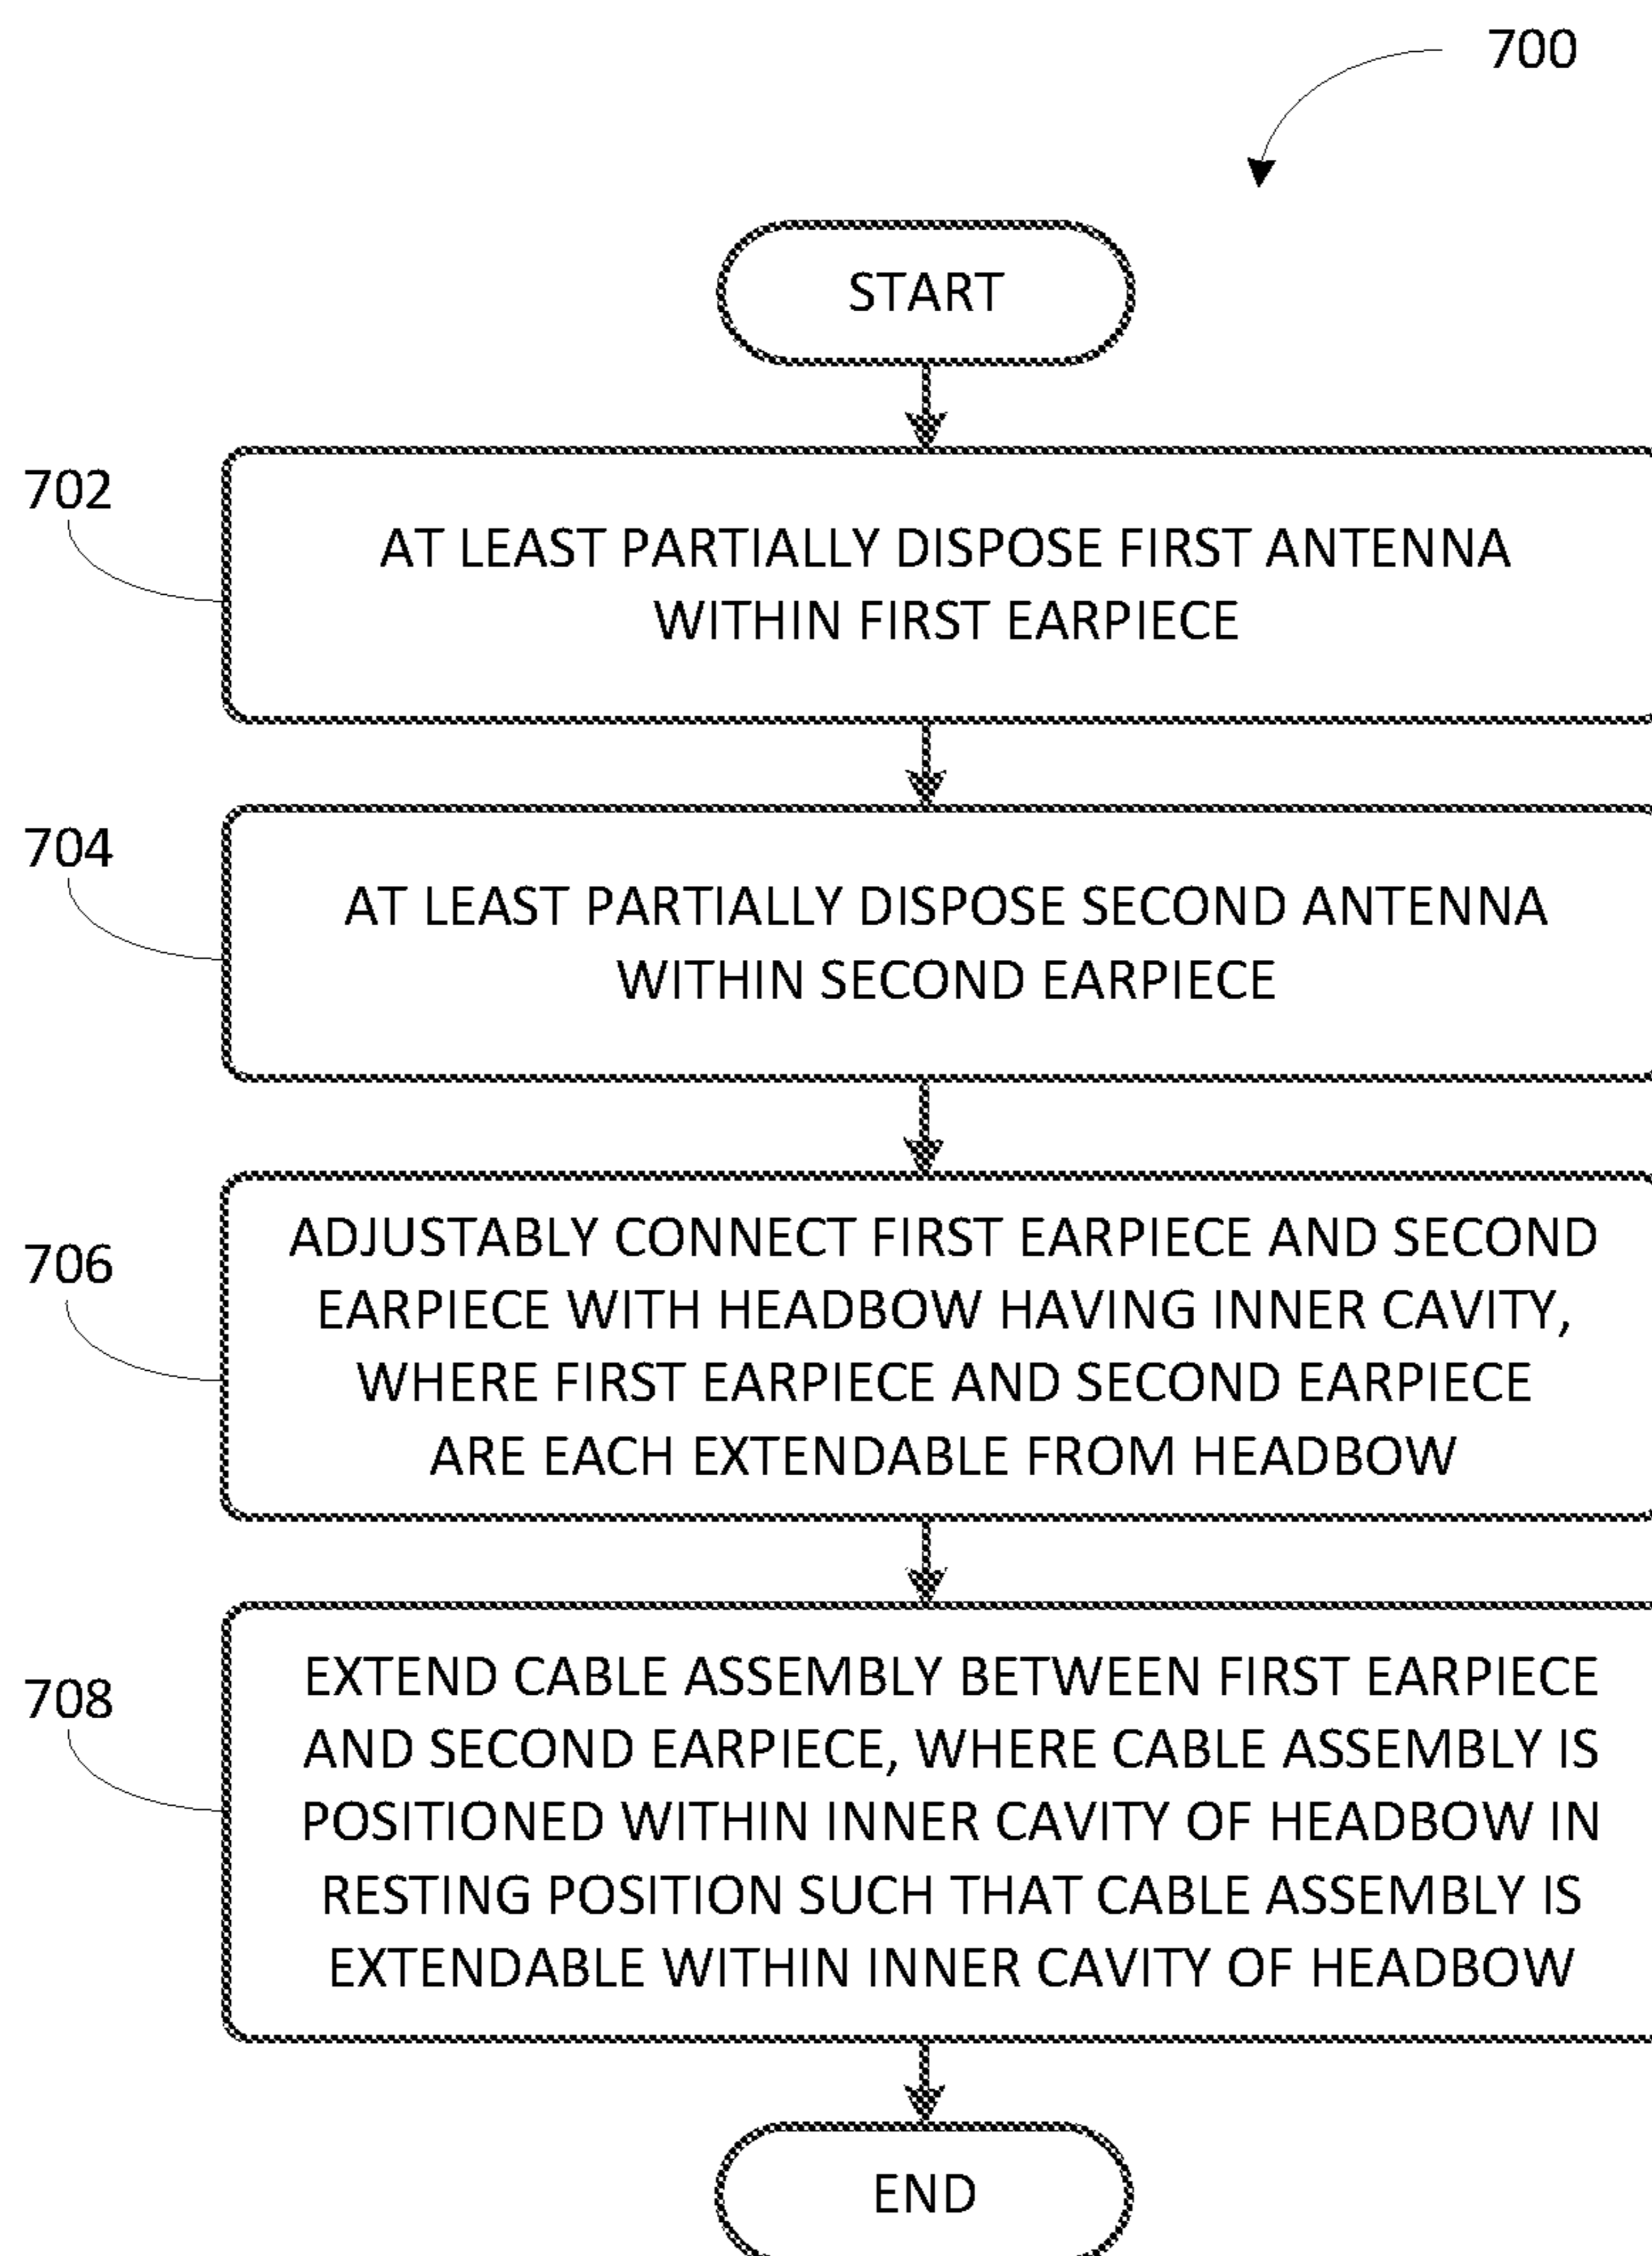 700
START
702
AT LEAST PARTIALLY DISPOSE FIRST ANTENNA
WITHIN FIRST EARPIECE
704
AT LEAST PARTIALLY DISPOSE SECOND ANTENNA
WITHIN SECOND EARPIECE
706
ADJUSTABLY CONNECT FIRST EARPIECE AND SECOND
EARPIECE WITH HEADBOW HAVING INNER CAVITY,
WHERE FIRST EARPIECE AND SECOND EARPIECE
ARE EACH EXTENDABLE FROM HEADBOW
708
EXTEND CABLE ASSEMBLY BETWEEN FIRST EARPIECE
AND SECOND EARPIECE, WHERE CABLE ASSEMBLY IS
POSITIONED WITHIN INNER CAVITY OF HEADBOW IN
RESTING POSITION SUCH THAT CABLE ASSEMBLY IS
EXTENDABLE WITHIN INNER CAVITY OF HEADBOW
END